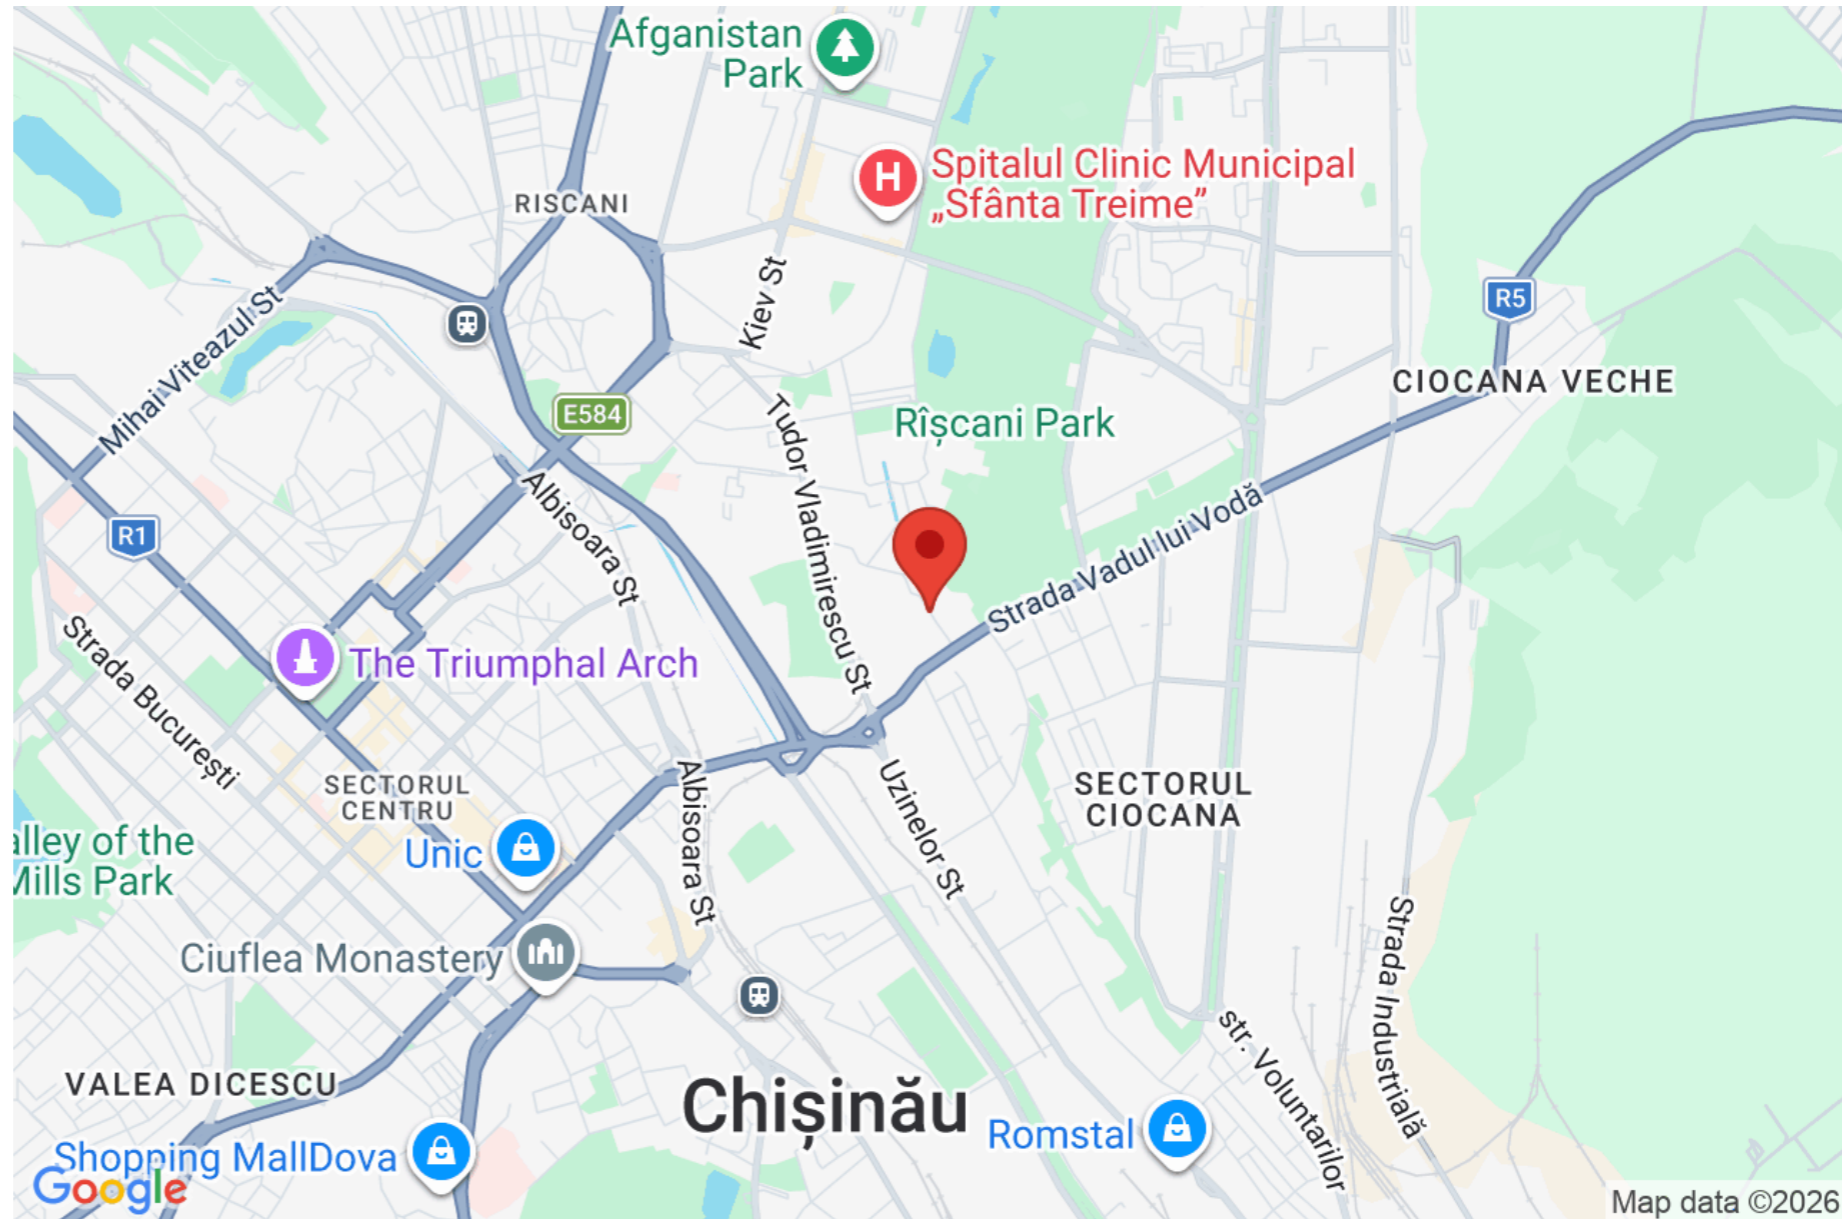 Afganistan
Park
Spitalul Clinic Municipal
„Sfânta Treime”
RISCANI
Kiev St
R5
Mihai Viteazul St
CIOCANA VECHE
E584
Tudor Vladimirescu St
Rîșcani Park
Albisoara St
R1
Strada Vadului lui Vodă
The Triumphal Arch
Strada București
SECTORUL
CENTRU
Albisoara St
Uzinelor St
SECTORUL
CIOCANA
alley of the
Mills Park
Unic
Ciuflea Monastery
Strada Industrială
str. Voluntarilor
VALEA DICESCU
Chișinău
Romstal
Shopping MallDova
Google
Map data ©2026